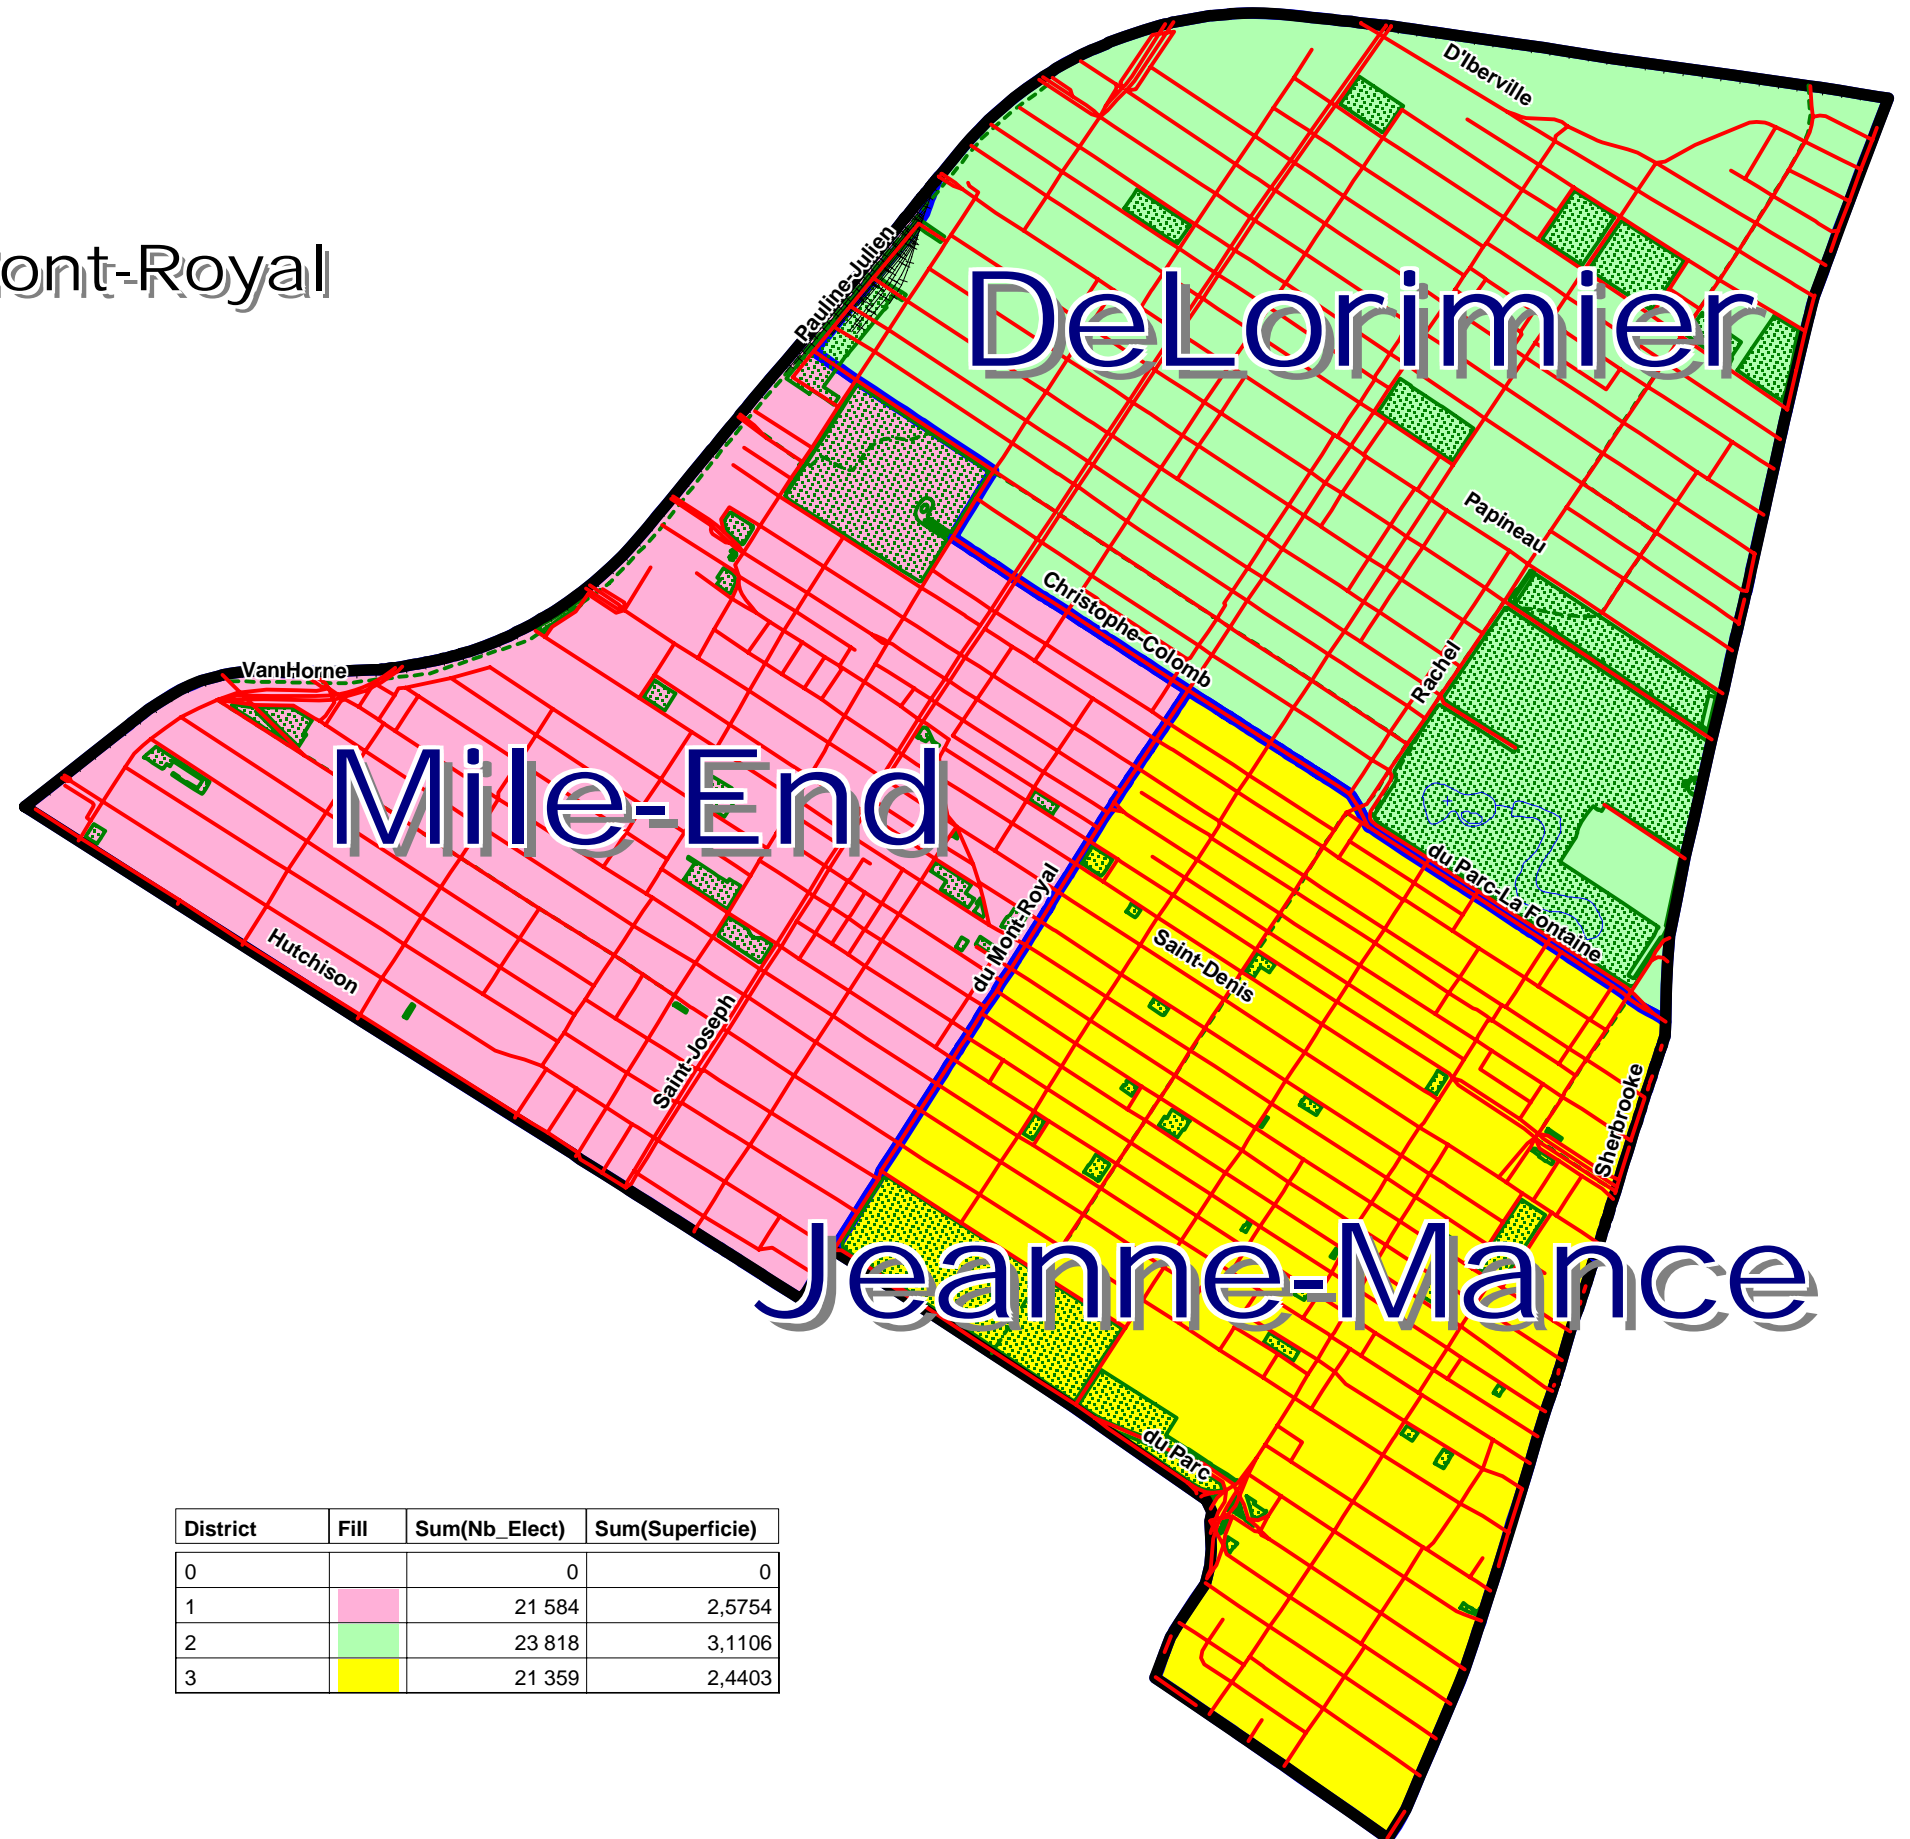 D'Iberville
ont-Royal
Pauline-Julien
DeLorimier
Papineau
Christophe-Colomb
Rachel
Van Horne
Mile-End
du Parc-La Fontaine
du Mont-Royal
Saint-Denis
Hutchison
Saint-Joseph
Sherbrooke
Jeanne-Mance
du Parc
District Fill Sum(Nb_Elect) Sum(Superficie)
0 0 0
1 21 584 2,5754
2 23 818 3,1106
3 21 359 2,4403